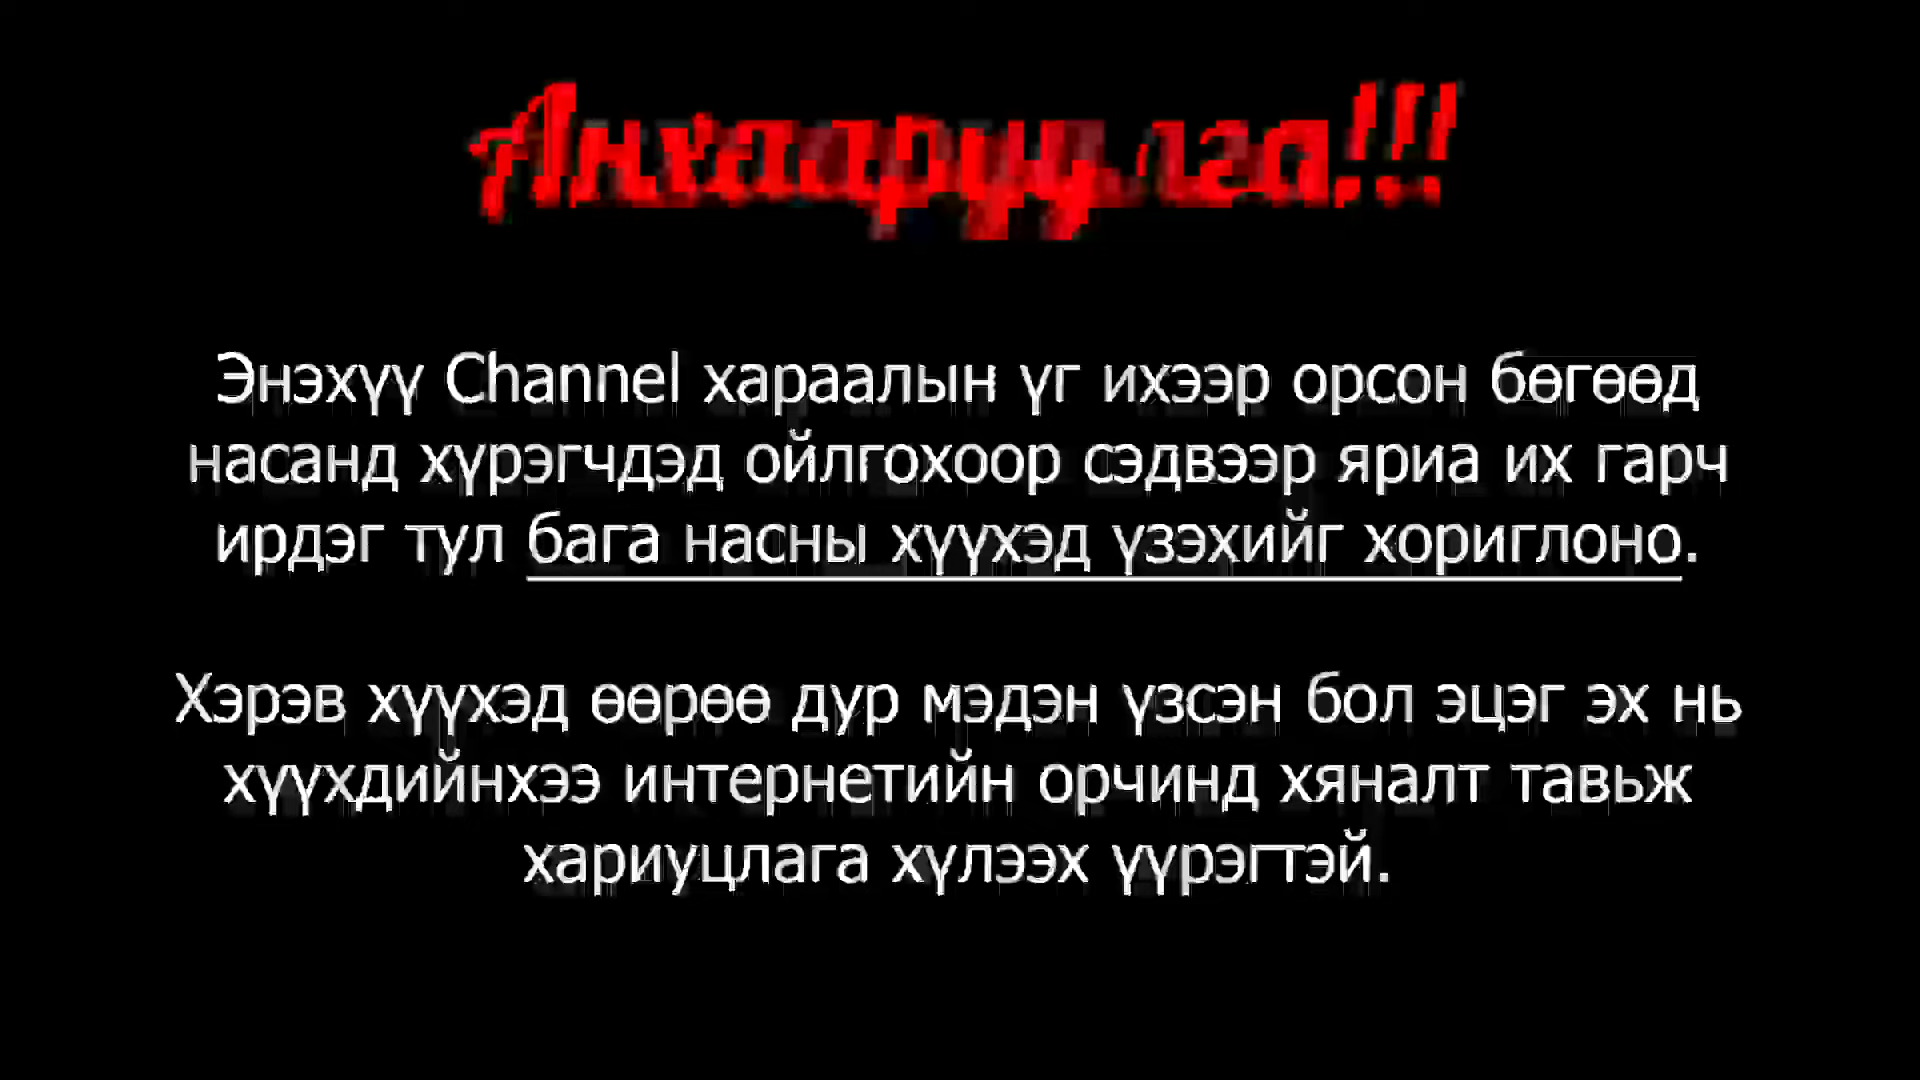 Анхааруулга!!!
Энэхүү Channel хараалын үг ихээр орсон бөгөөд
насанд хүрэгчдэд ойлгохоор сэдвээр яриа их гарч
ирдэг тул бага насны хүүхэд үзэхийг хориглоно.
Хэрэв хүүхэд өөрөө дур мэдэн үзсэн бол эцэг эх нь
хүүхдийнхээ интернетийн орчинд хяналт тавьж
хариуцлага хүлээх үүрэгтэй.